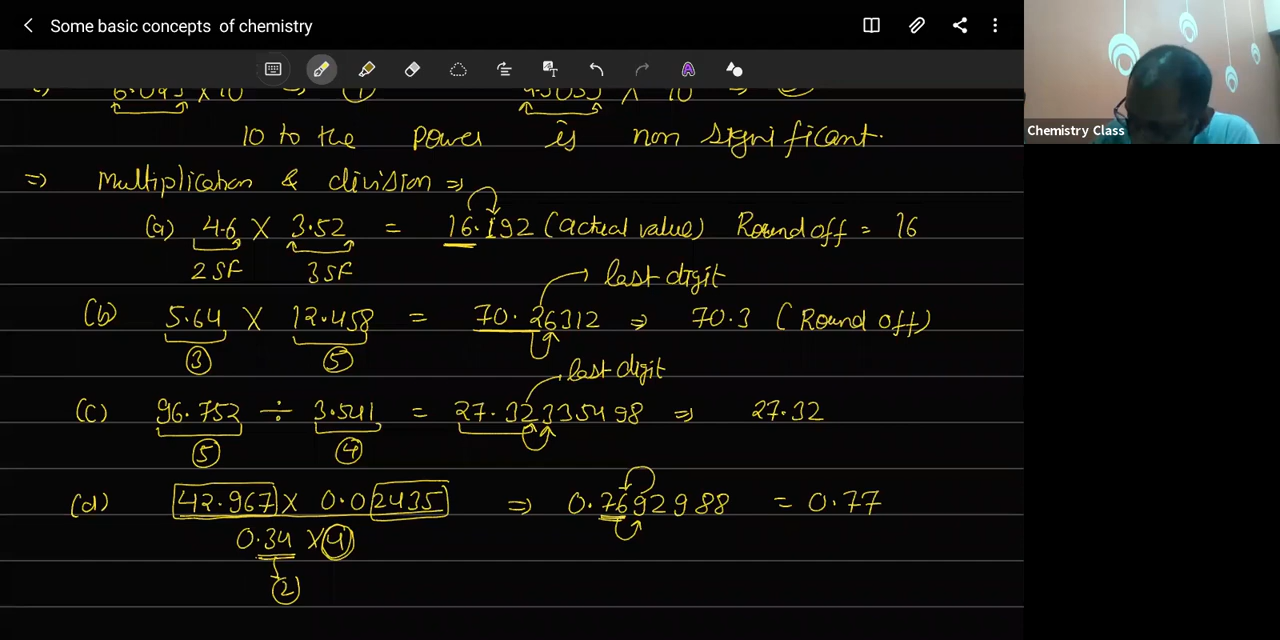 Some basic concepts of chemistry
Chemistry Class
10 to the power is non significant.
⇒ Multiplication & division ⇒
(a) 4.6 X 3.52 = 16.192 (actual value) Round off = 16
2 SF 3 SF
last digit
(b) 5.64 X 12.458 = 70.26312 ⇒ 70.3 (Round off)
3 5
last digit
(c) 96.752 ÷ 3.541 = 27.32335498 ⇒ 27.32
5 4
(d) 42.967 X 0.02435 ⇒ 0.7692988 = 0.77
0.34 X 4
2